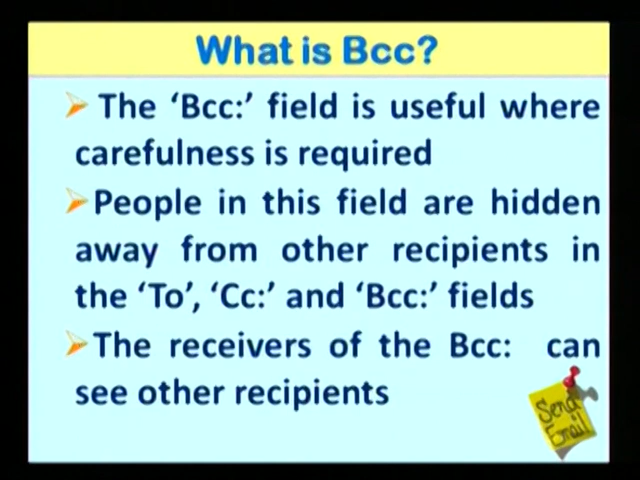 What is Bcc?
The ‘Bcc:’ field is useful where
carefulness is required
People in this field are hidden
away from other recipients in
the ‘To’, ‘Cc:’ and ‘Bcc:’ fields
The receivers of the Bcc: can
see other recipients
Send
Email